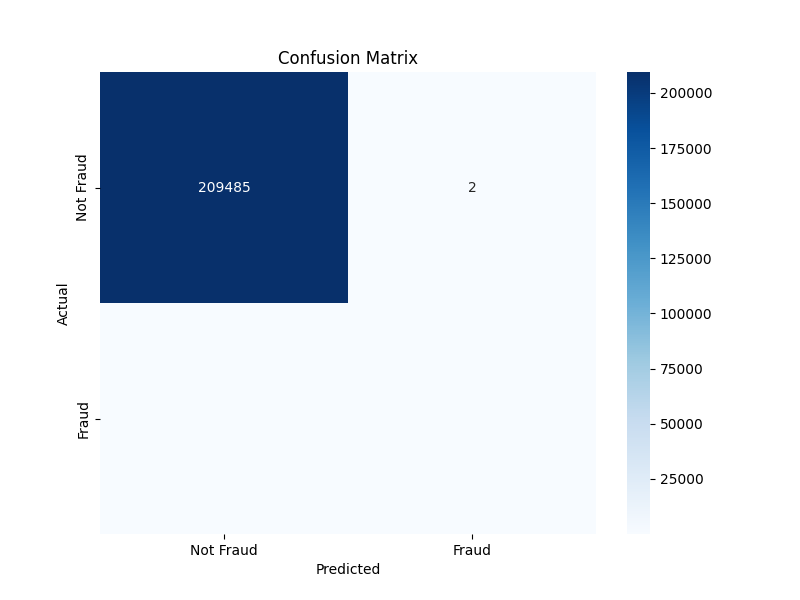 Confusion Matrix
Actual
Not Fraud
Fraud
209485
2
Not Fraud
Fraud
Predicted
200000
175000
150000
125000
100000
75000
50000
25000